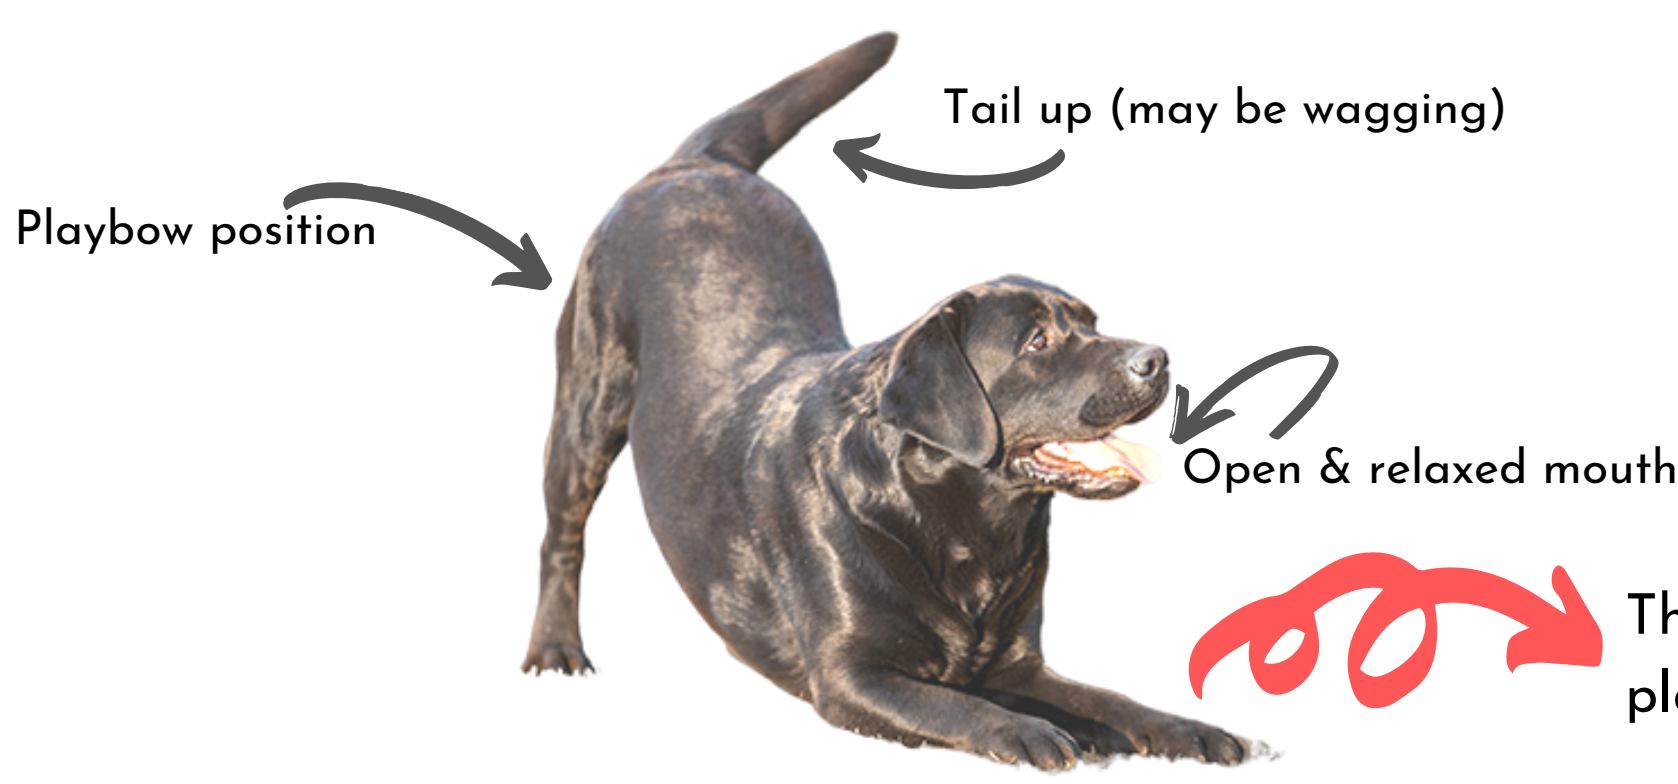 Tail up (may be wagging)
Playbow position
Open & relaxed mouth